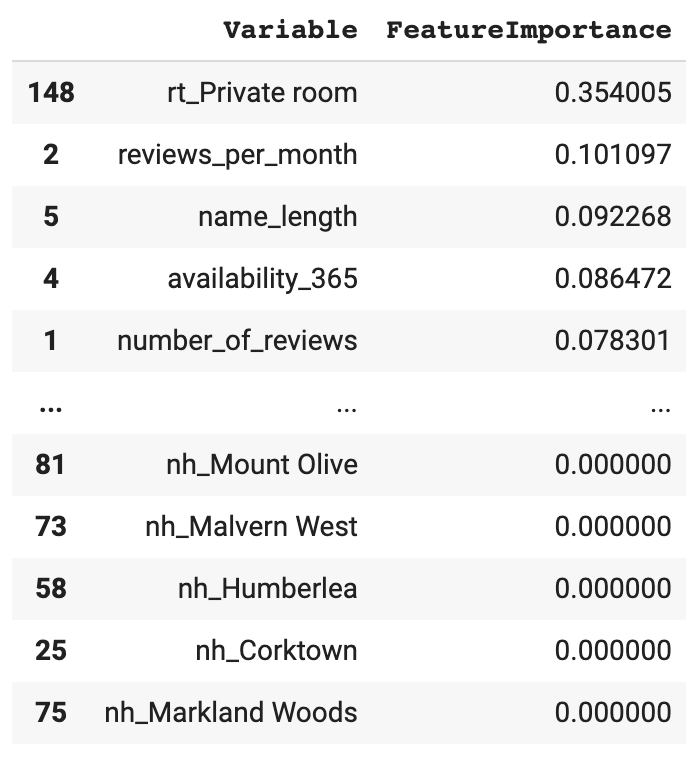 Variable FeatureImportance
148 rt_Private room 0.354005
2 reviews_per_month 0.101097
5 name_length 0.092268
4 availability_365 0.086472
1 number_of_reviews 0.078301
... ... ...
81 nh_Mount Olive 0.000000
73 nh_Malvern West 0.000000
58 nh_Humberlea 0.000000
25 nh_Corktown 0.000000
75 nh_Markland Woods 0.000000